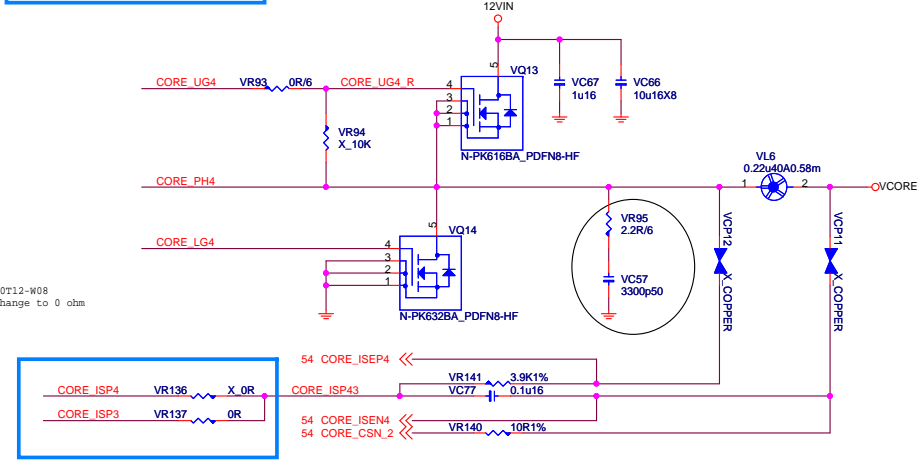 12VIN
5
VQ13
CORE_UG4
VR93
0R/6
CORE_UG4_R
4
3
2
1
VC67
1u16
VC66
10u16X8
VR94
X_10K
N-PK616BA_PDFN8-HF
VL6
0.22u40A0.58m
CORE_PH4
1
2
VCORE
5
VQ14
VR95
2.2R/6
VCP12
X_COPPER
VCP11
X_COPPER
CORE_LG4
4
3
2
1
VC57
3300p50
0T12-W08
hange to 0 ohm
N-PK632BA_PDFN8-HF
54 CORE_ISEP4
VR141
3.9K1%
CORE_ISP4
VR136
X_0R
CORE_ISP43
VC77
0.1u16
CORE_ISP3
VR137
0R
54 CORE_ISEN4
54 CORE_CSN_2
VR140
10R1%